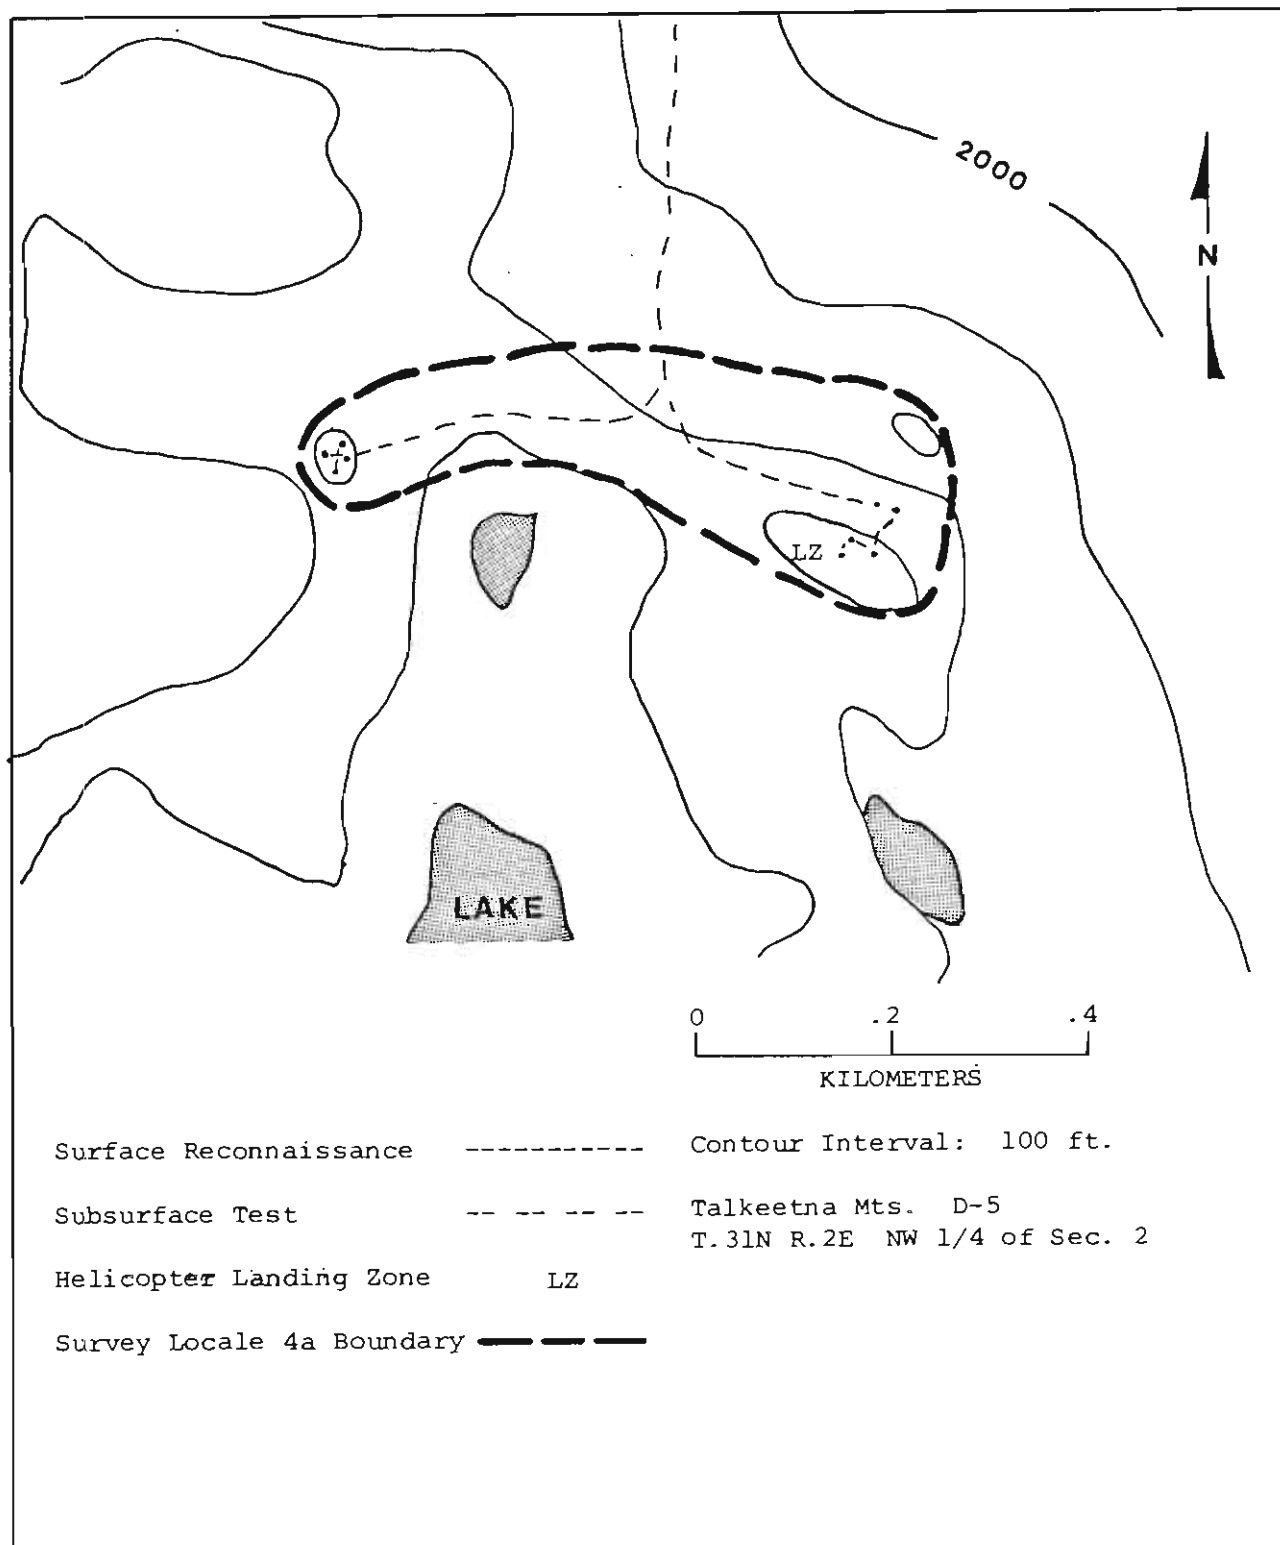 2000
N
LZ
LAKE
0 .2 .4
KILOMETERS
Surface Reconnaissance
Subsurface Test
Helicopter Landing Zone LZ
Survey Locale 4a Boundary
Contour Interval: 100 ft.
Talkeetna Mts. D-5
T.31N R.2E NW 1/4 of Sec. 2